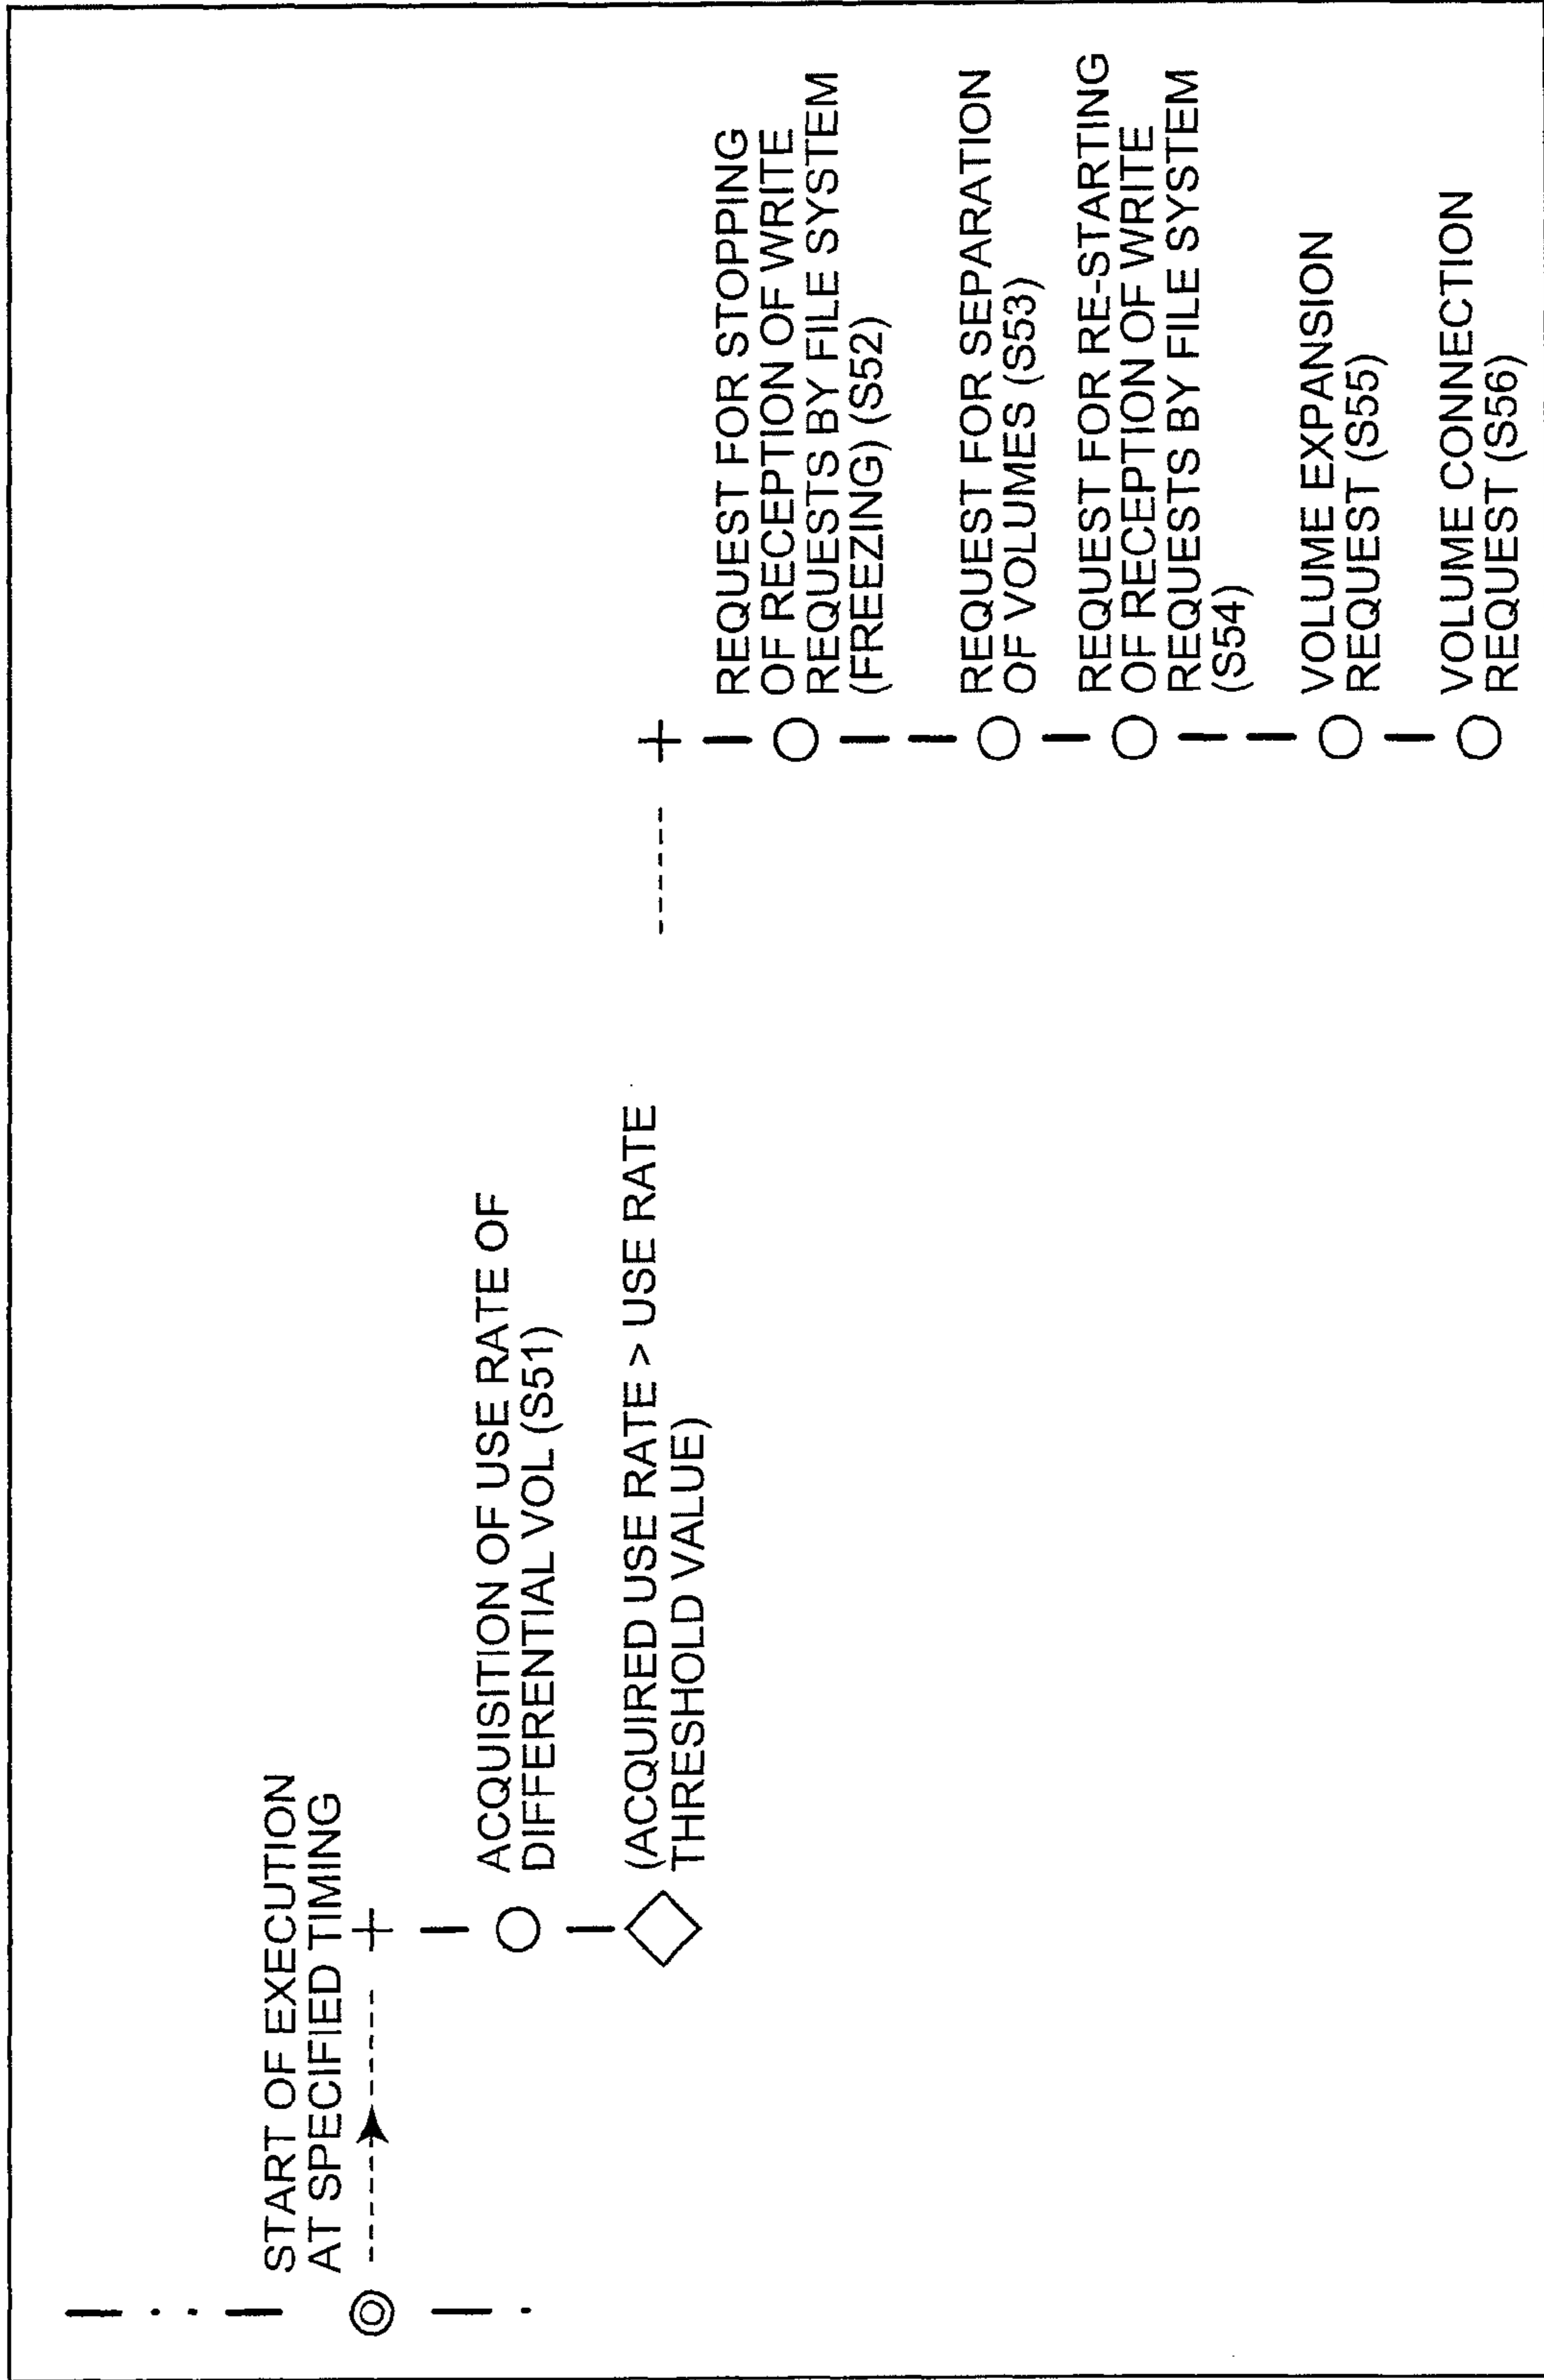 START OF EXECUTION
AT SPECIFIED TIMING
ACQUISITION OF USE RATE OF
DIFFERENTIAL VOL (S51)
(ACQUIRED USE RATE > USE RATE
THRESHOLD VALUE)
REQUEST FOR STOPPING
OF RECEPTION OF WRITE
REQUESTS BY FILE SYSTEM
(FREEZING) (S52)
REQUEST FOR SEPARATION
OF VOLUMES (S53)
REQUEST FOR RE-STARTING
OF RECEPTION OF WRITE
REQUESTS BY FILE SYSTEM
(S54)
VOLUME EXPANSION
REQUEST (S55)
VOLUME CONNECTION
REQUEST (S56)